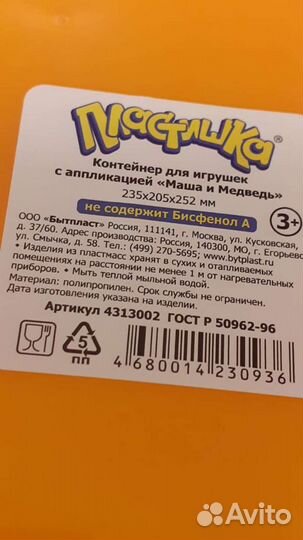 Пластишка
Контейнер для игрушек
с аппликацией «Маша и Медведь»
235x205x252 мм
не содержит Бисфенол А
3+
ООО «Бытпласт» Россия, 111141, г. Москва, ул. Кусковская,
д. 37/60. Адрес производства: Россия, 140300, МО, г. Егорьевс
ул. Смычка, д. 58. Тел.: (499) 270-5695; www.bytplast.ru
• Изделия из пластмасс хранят в сухих и отапливаемых
помещениях на расстоянии не менее 1 м от нагревательных
приборов. • Мыть теплой мыльной водой.
Материал: полипропилен. Срок службы не ограничен.
Дата изготовления указана на изделии.
Артикул 4313002 ГОСТ Р 50962-96
5
ПП
4 680014 230936
Avito